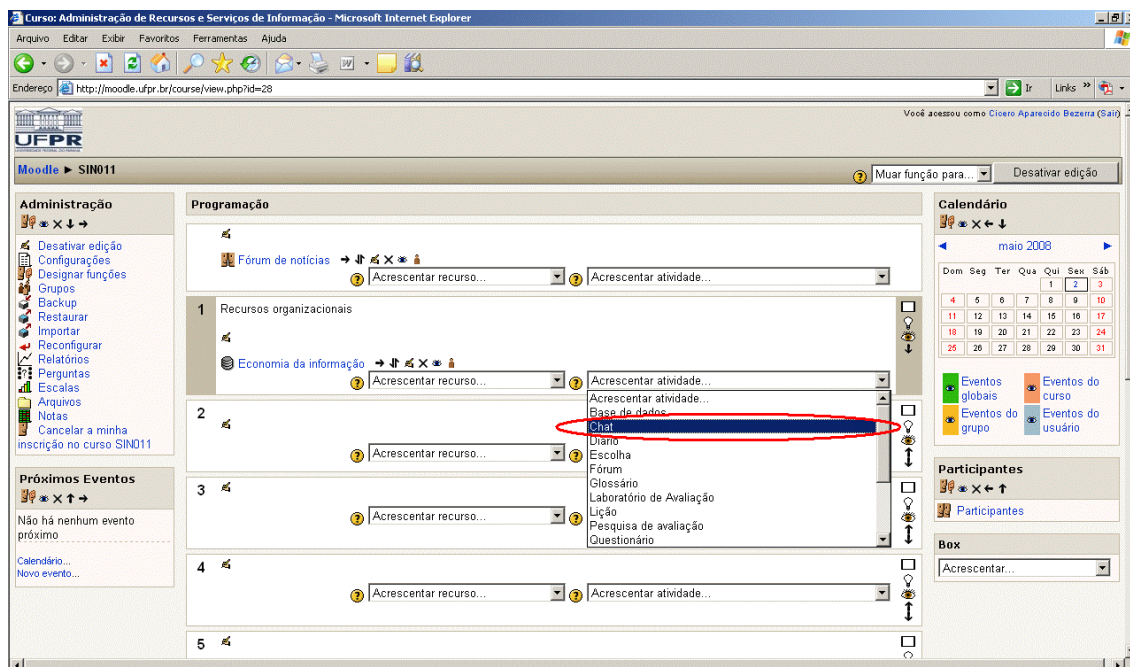 Curso: Administração de Recursos e Serviços de Informação - Microsoft Internet Explorer
Arquivo Editar Exibir Favoritos Ferramentas Ajuda
Endereço http://moodle.ufpr.br/course/view.php?id=28 Ir Links »
Você acessou como Cicero Aparecido Bezerra (Sair)
UFPR
Moodle ► SIN011
Muar função para... Desativar edição
Administração
Desativar edição
Configurações
Designar funções
Grupos
Backup
Restaurar
Importar
Reconfigurar
Relatórios
Perguntas
Escalas
Arquivos
Notas
Cancelar a minha
inscrição no curso SIN011
Próximos Eventos
Não há nenhum evento
próximo
Calendário...
Novo evento...
Programação
Fórum de notícias
Acrescentar recurso... Acrescentar atividade...
1 Recursos organizacionais
Economia da informação
Acrescentar recurso... Acrescentar atividade...
Acrescentar atividade...
Base de dados
Chat
Diário
Escolha
Fórum
Glossário
Laboratório de Avaliação
Lição
Pesquisa de avaliação
Questionário
2
Acrescentar recurso...
3
Acrescentar recurso...
4
Acrescentar recurso... Acrescentar atividade...
5
Calendário
maio 2008
Dom Seg Ter Qua Qui Sex Sáb
1 2 3
4 5 6 7 8 9 10
11 12 13 14 15 16 17
18 19 20 21 22 23 24
25 26 27 28 29 30 31
Eventos globais
Eventos do curso
Eventos do grupo
Eventos do usuário
Participantes
Participantes
Box
Acrescentar...